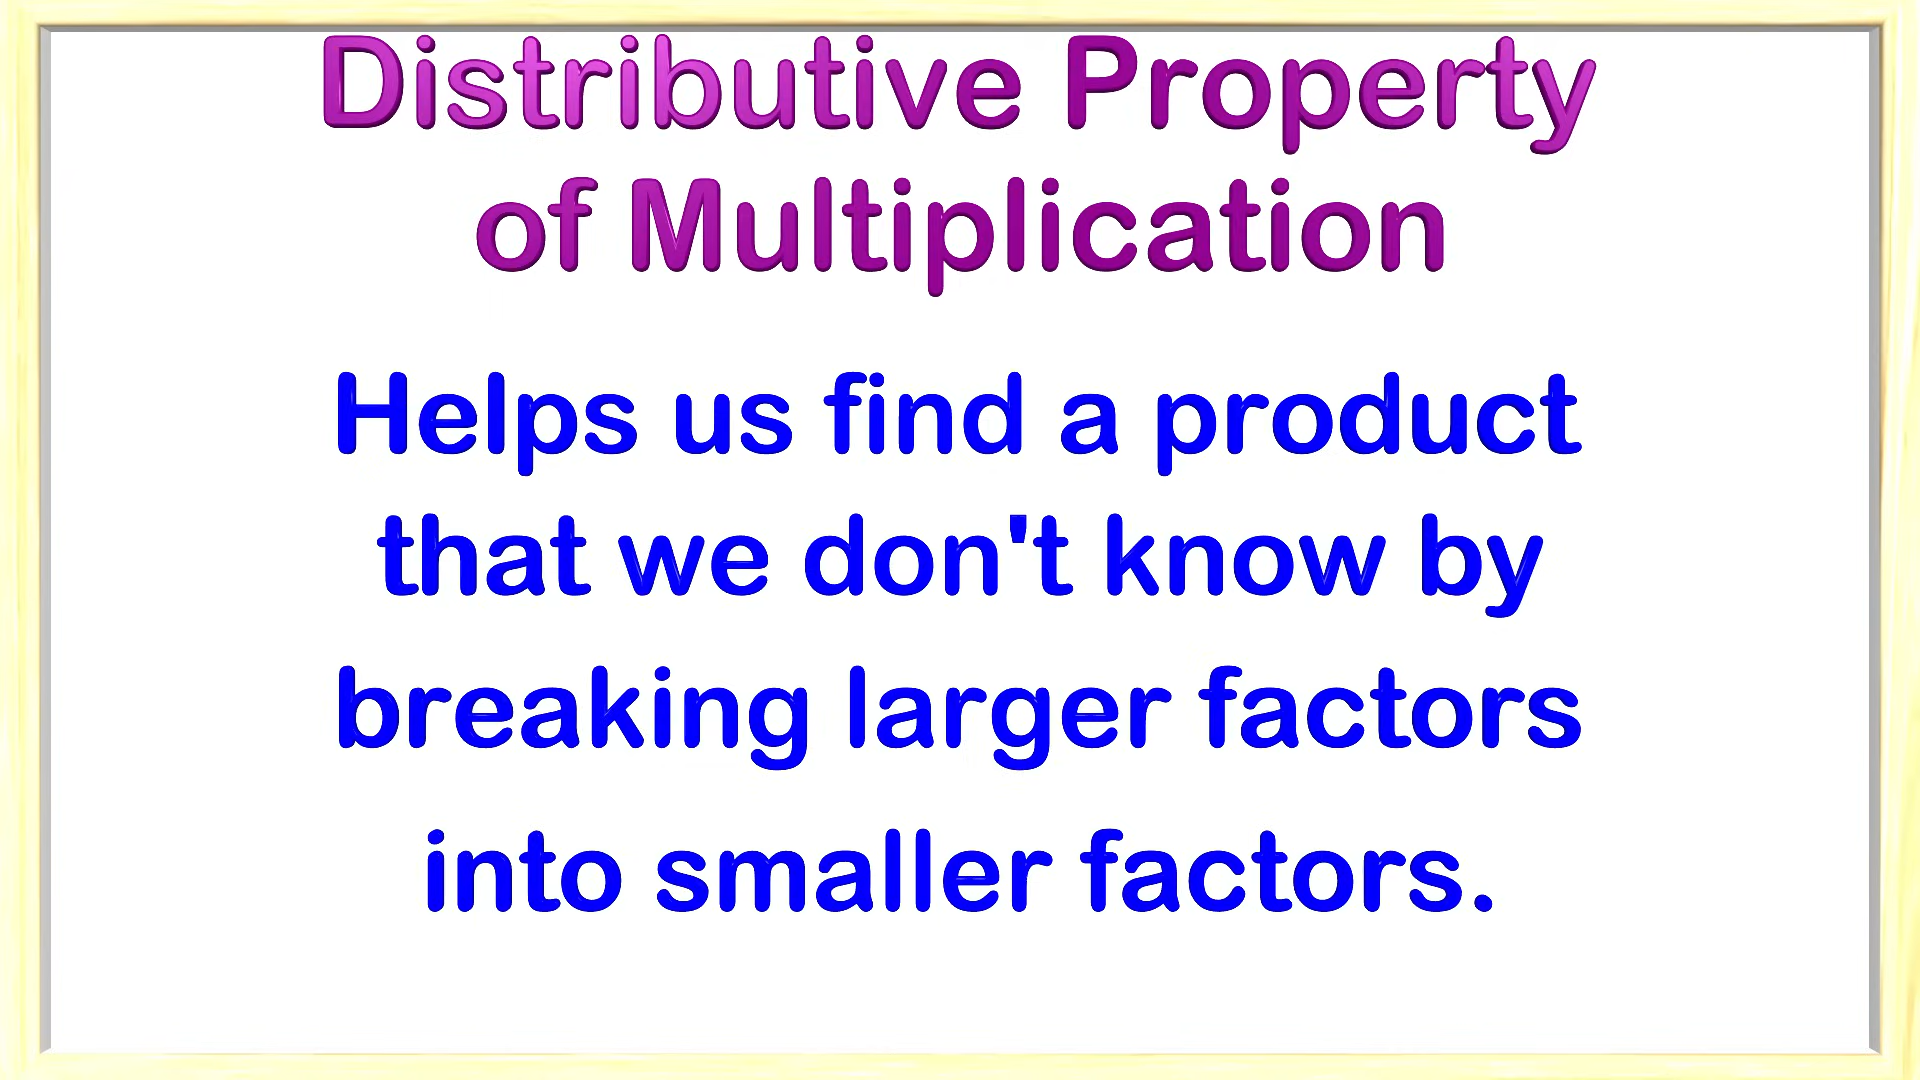 Distributive Property
of Multiplication
Helps us find a product
that we don't know by
breaking larger factors
into smaller factors.